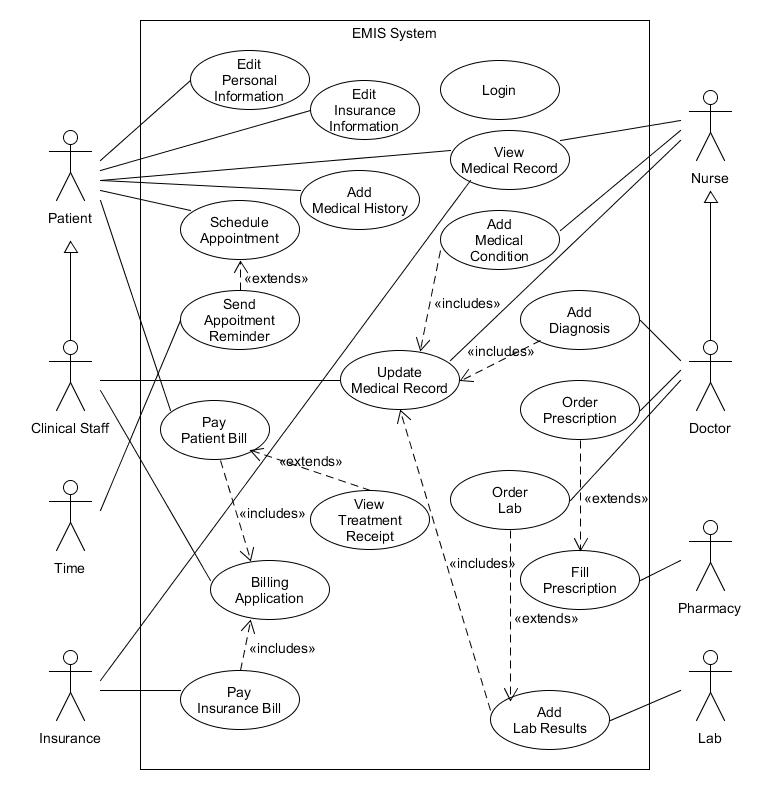 EMIS System
Edit
Personal
Information
Edit
Insurance
Information
Login
View
Medical Record
Patient
Nurse
Add
Medical History
Schedule
Appointment
Add
Medical
Condition
«extends»
«includes»
Send
Appoitment
Reminder
Add
Diagnosis
«includes»
Update
Medical Record
Clinical Staff
Doctor
Order
Prescription
Pay
Patient Bill
«extends»
View
Treatment
Receipt
Order
Lab
«extends»
«includes»
Time
«includes»
Billing
Application
Fill
Prescription
Pharmacy
«extends»
«includes»
Pay
Insurance Bill
Add
Lab Results
Insurance
Lab